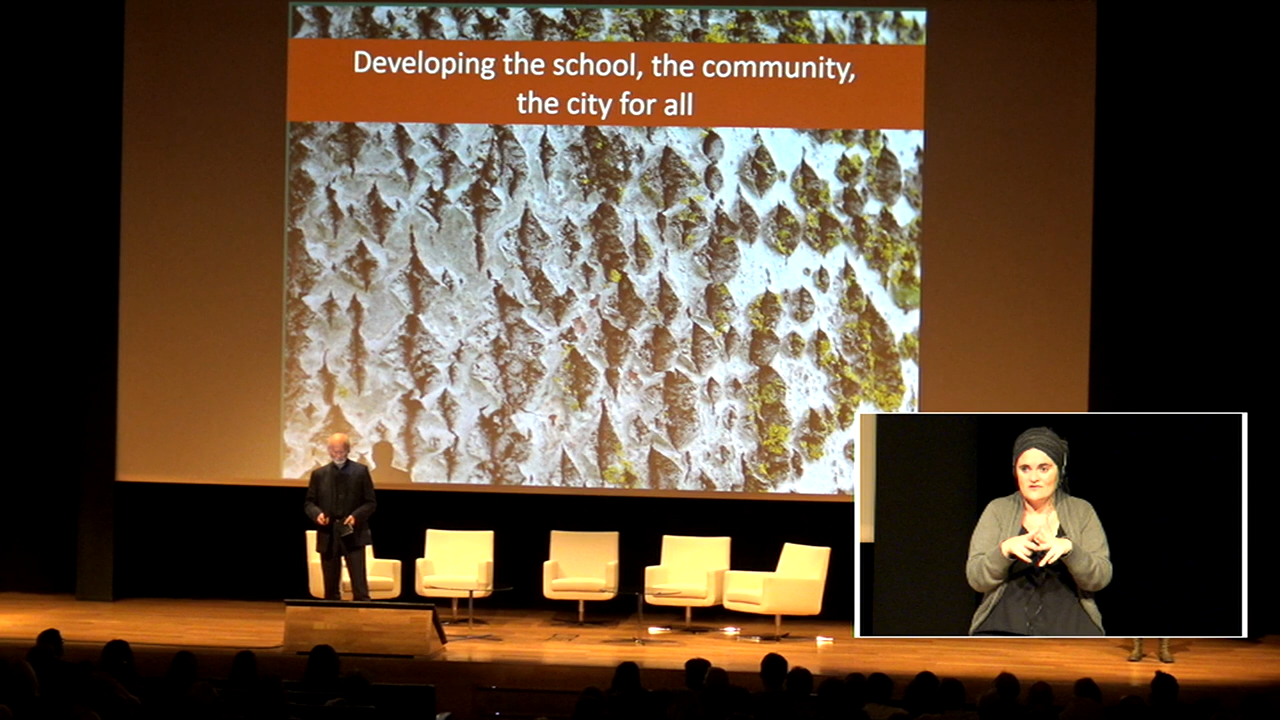 Developing the school, the community,
the city for all